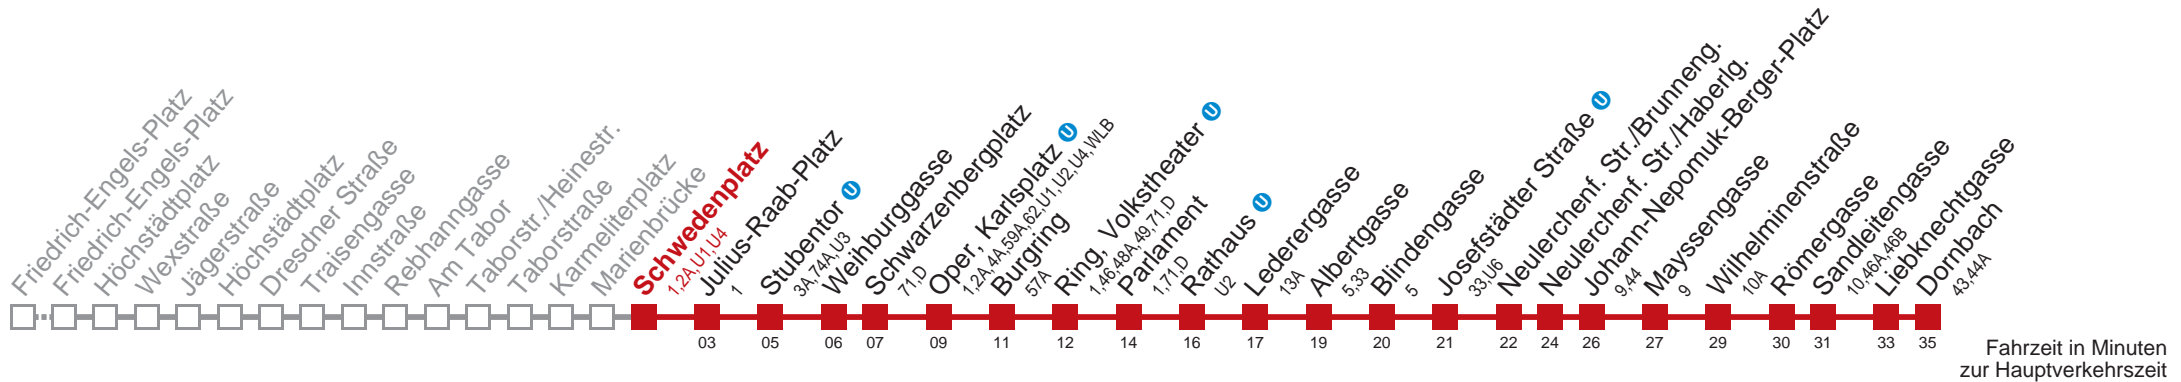 Friedrich-Engels-Platz
Friedrich-Engels-Platz
Höchstädtplatz
Wexstraße
Jägerstraße
Höchstädtplatz
Dresdner Straße
Traisengasse
Innstraße
Rebhanngasse
Am Tabor
Taborstr./Heinestr.
Taborstraße
Karmeliterplatz
Marienbrücke
Schwedenplatz
1,2A,U1,U4
Julius-Raab-Platz
1
Stubentor U
3A,74A,U3
Weihburggasse
Schwarzenbergplatz
71,D
Oper, Karlsplatz U
1,2A,4A,59A,62,U1,U2,U4,WLB
Burgring
57A
Ring, Volkstheater U
1,46,48A,49,71,D
Parlament
1,71,D
Rathaus U
U2
Lederergasse
13A
Albertgasse
5,33
Blindengasse
5
Josefstädter Straße U
33,U6
Neulerchenf. Str./Brunneng.
Neulerchenf. Str./Haberlg.
Johann-Nepomuk-Berger-Platz
9,44
Mayssengasse
9
Wilhelminenstraße
10A
Römergasse
Sandleitengasse
10,46A,46B
Liebknechtgasse
Dornbach
43,44A
03 05 06 07 09 11 12 14 16 17 19 20 21 22 24 26 27 29 30 31 33 35
Fahrzeit in Minuten
zur Hauptverkehrszeit